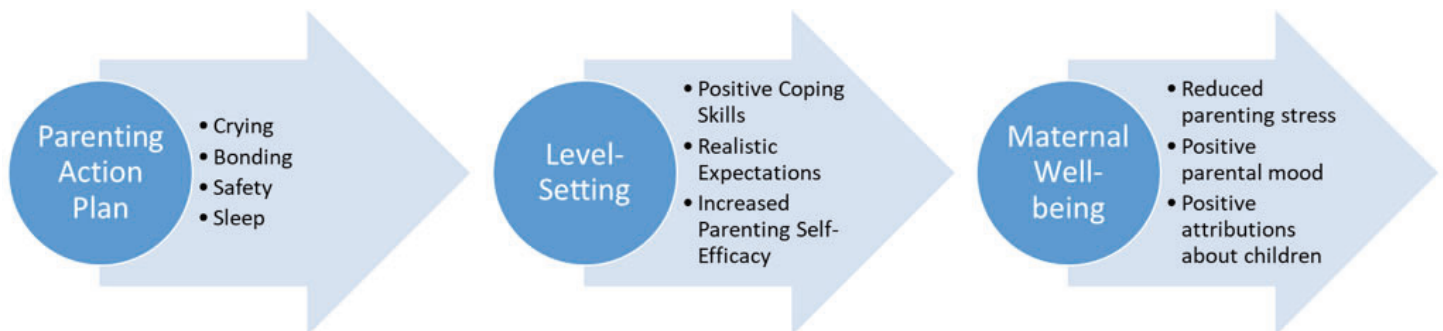 Parenting
Action
Plan
• Crying
• Bonding
• Safety
• Sleep
Level-
Setting
• Positive Coping
Skills
• Realistic
Expectations
• Increased
Parenting Self-
Efficacy
Maternal
Well-
being
• Reduced
parenting stress
• Positive
parental mood
• Positive
attributions
about children